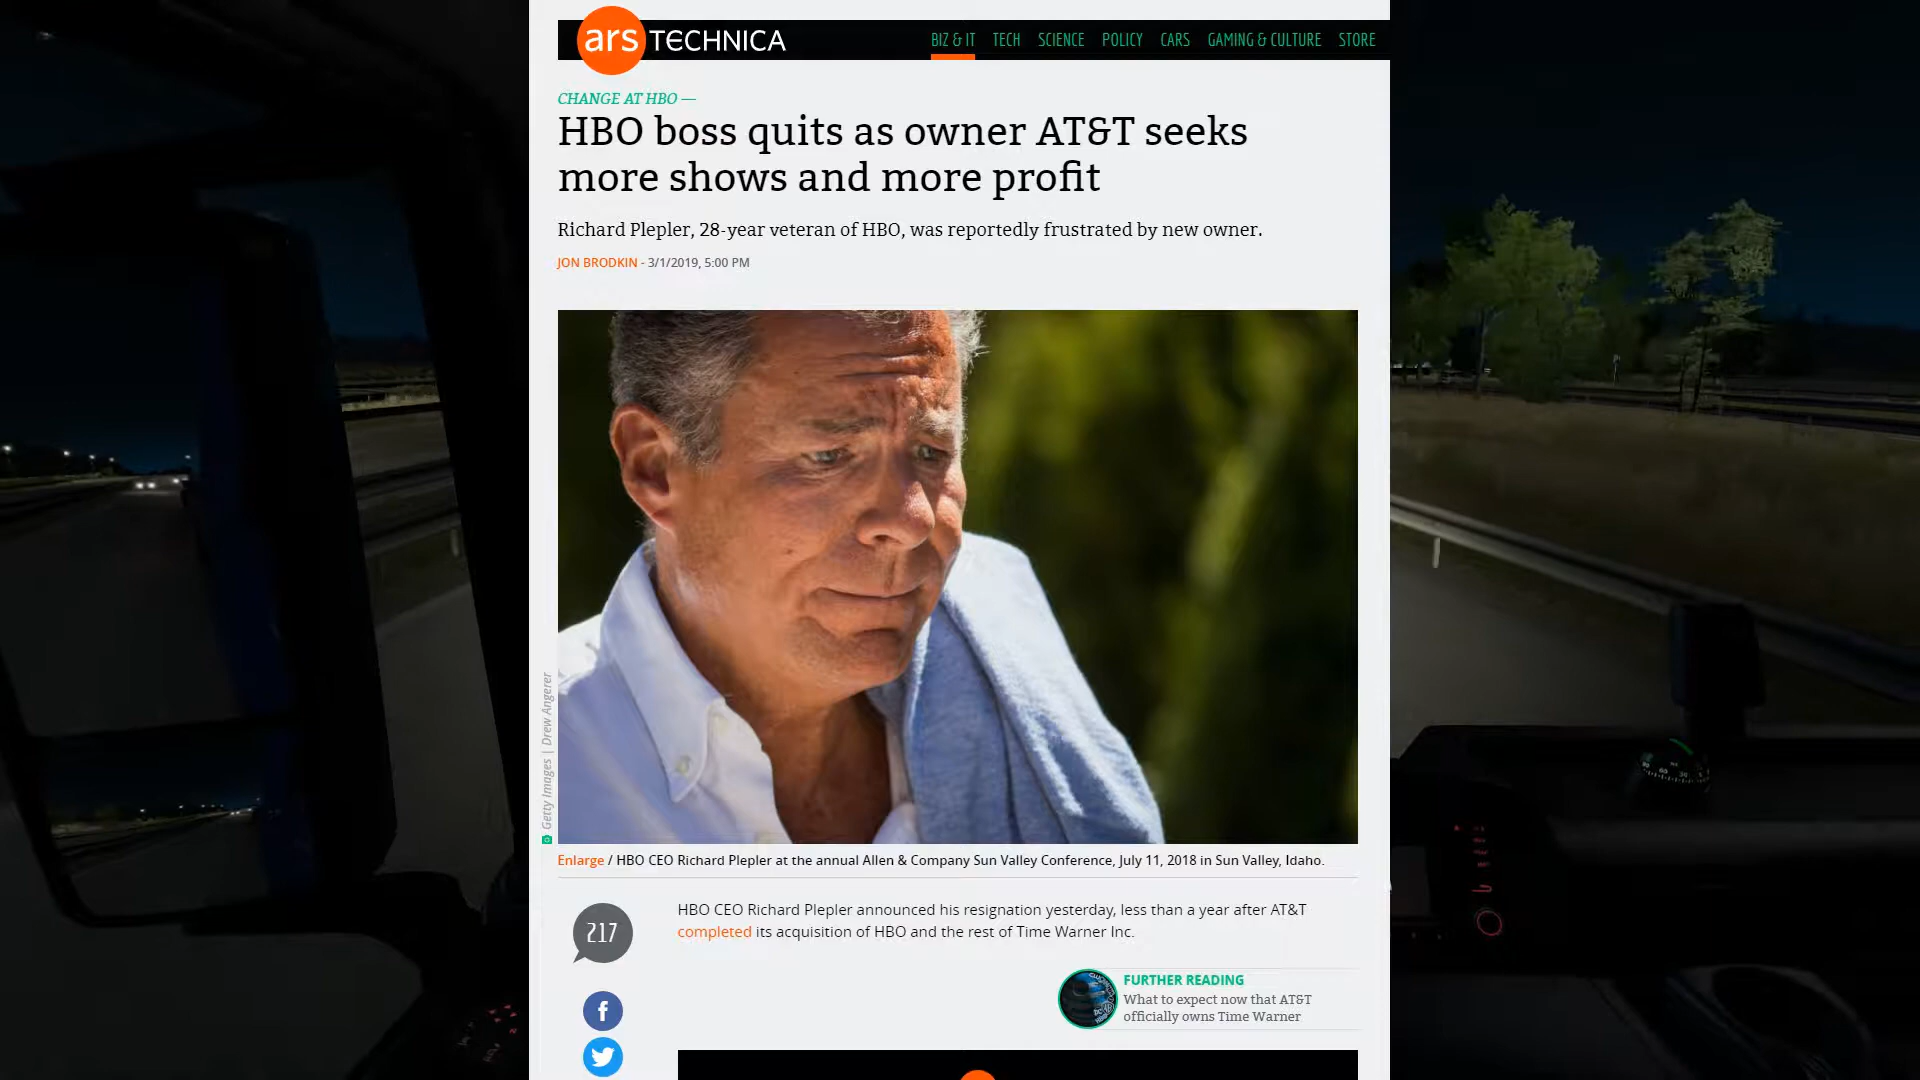 ars TECHNICA
BIZ & IT TECH SCIENCE POLICY CARS GAMING & CULTURE STORE
CHANGE AT HBO —
HBO boss quits as owner AT&T seeks
more shows and more profit
Richard Plepler, 28-year veteran of HBO, was reportedly frustrated by new owner.
JON BRODKIN - 3/1/2019, 5:00 PM
Getty Images | Drew Angerer
Enlarge / HBO CEO Richard Plepler at the annual Allen & Company Sun Valley Conference, July 11, 2018 in Sun Valley, Idaho.
217
HBO CEO Richard Plepler announced his resignation yesterday, less than a year after AT&T
completed its acquisition of HBO and the rest of Time Warner Inc.
FURTHER READING
What to expect now that AT&T
officially owns Time Warner